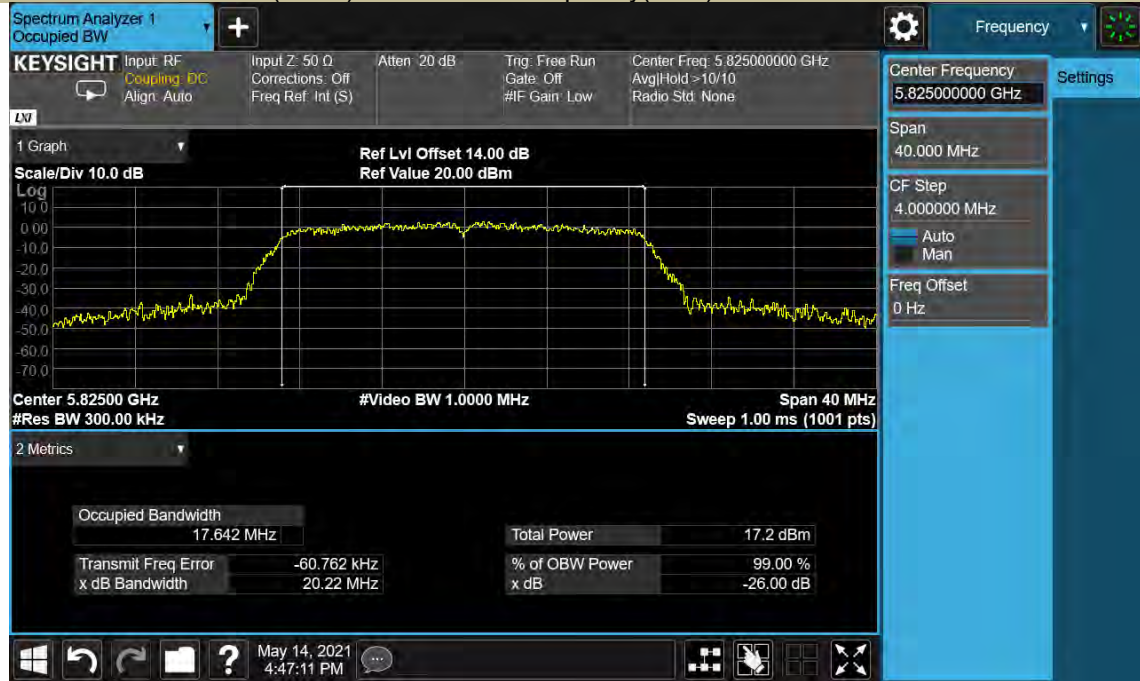 Spectrum Analyzer 1
Occupied BW
Frequency
KEYSIGHT
Input: RF
Coupling: DC
Align: Auto
Input Z: 50 Ω
Corrections: Off
Freq Ref: Int (S)
Atten: 20 dB
Trig: Free Run
Gate: Off
#IF Gain: Low
Center Freq: 5.825000000 GHz
Avg|Hold >10/10
Radio Std: None
LXI
Center Frequency
5.825000000 GHz
Settings
Span
40.000 MHz
CF Step
4.000000 MHz
Auto
Man
Freq Offset
0 Hz
1 Graph
Scale/Div 10.0 dB
Ref Lvl Offset 14.00 dB
Ref Value 20.00 dBm
Log
10.0
0.00
-10.0
-20.0
-30.0
-40.0
-50.0
-60.0
-70.0
Center 5.82500 GHz
#Video BW 1.0000 MHz
Span 40 MHz
#Res BW 300.00 kHz
Sweep 1.00 ms (1001 pts)
2 Metrics
Occupied Bandwidth
17.642 MHz
Total Power 17.2 dBm
Transmit Freq Error -60.762 kHz
% of OBW Power 99.00 %
x dB Bandwidth 20.22 MHz
x dB -26.00 dB
May 14, 2021
4:47:11 PM